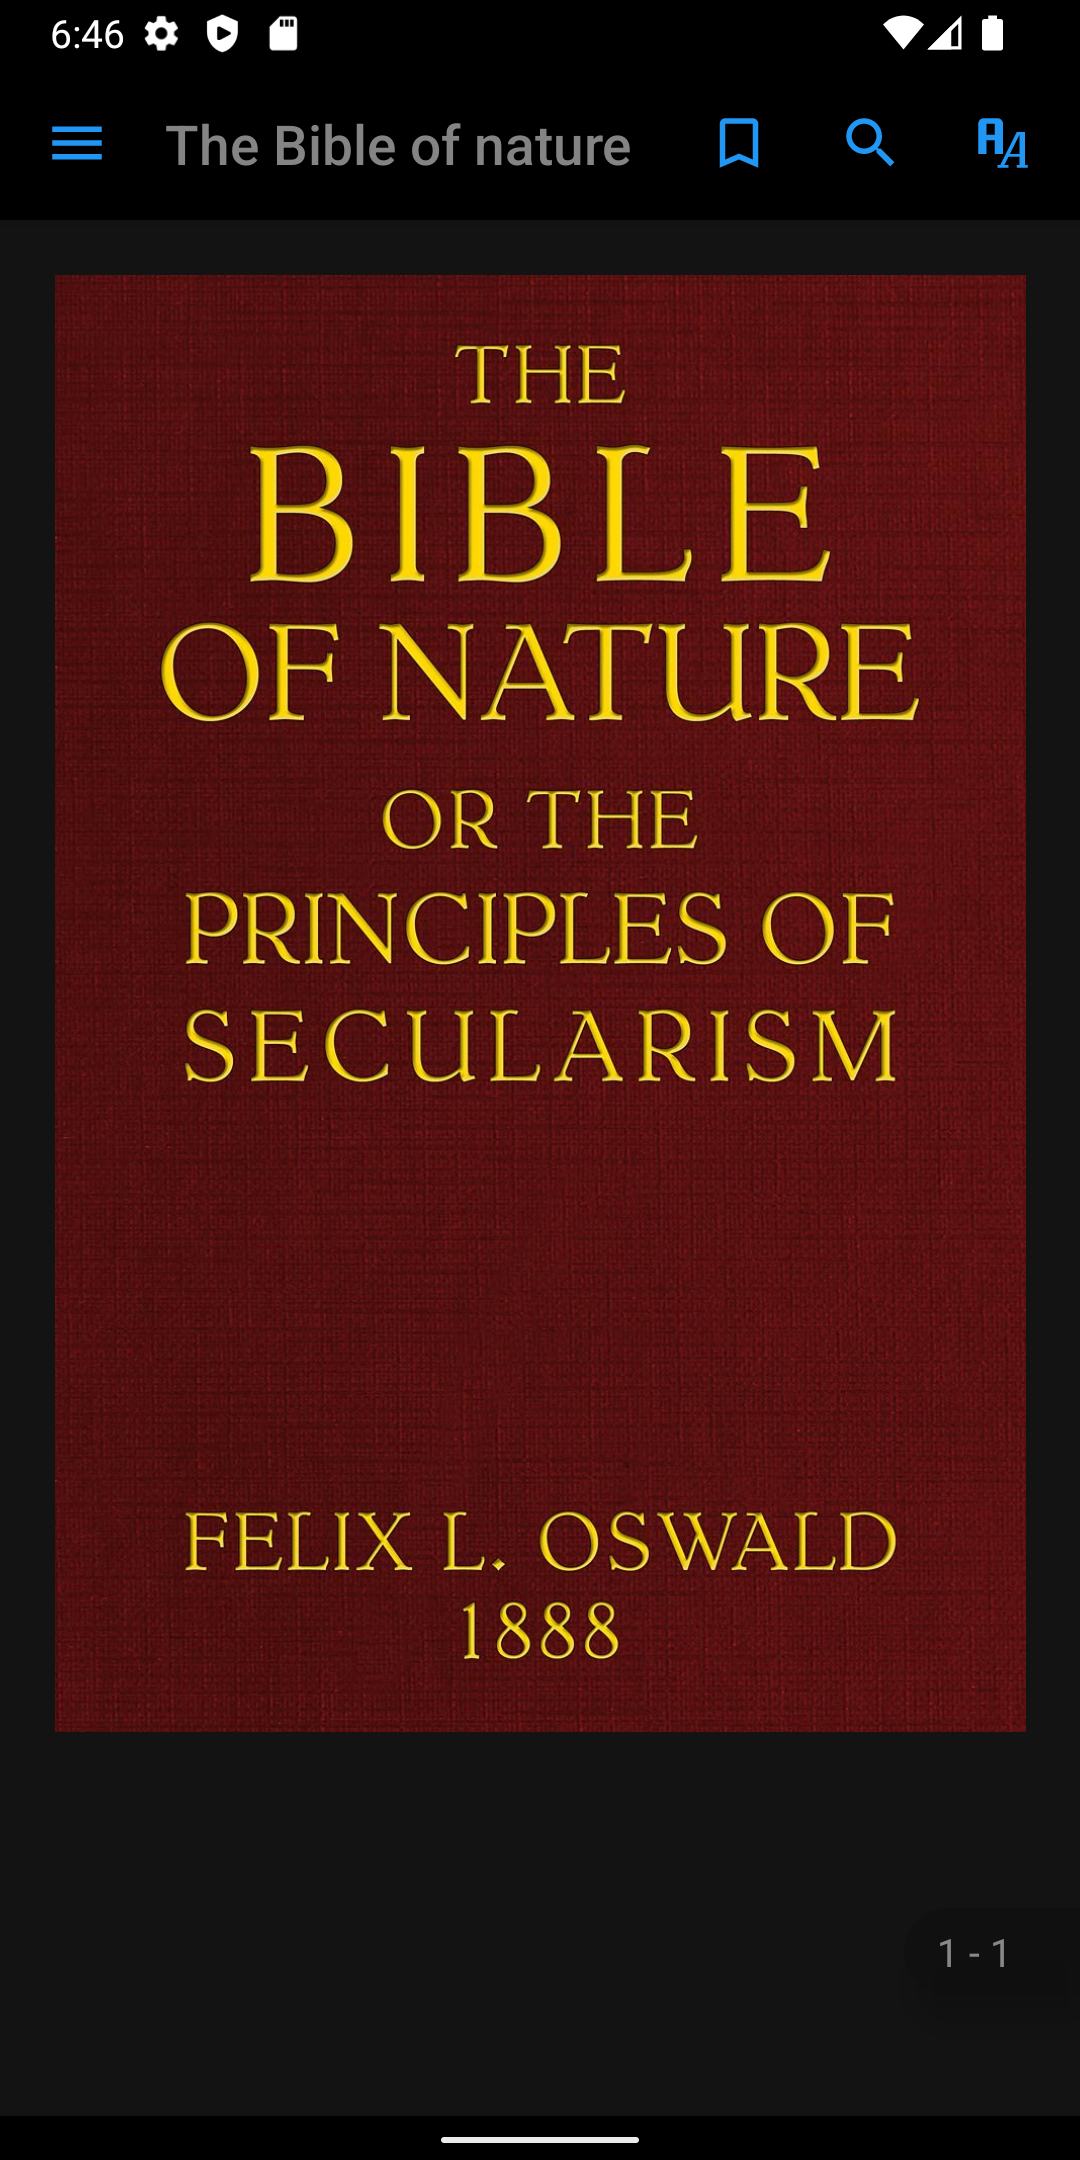 6:46
The Bible of nature
THE
BIBLE
OF NATURE
OR THE
PRINCIPLES OF
SECULARISM
FELIX L. OSWALD
1888
1 - 1